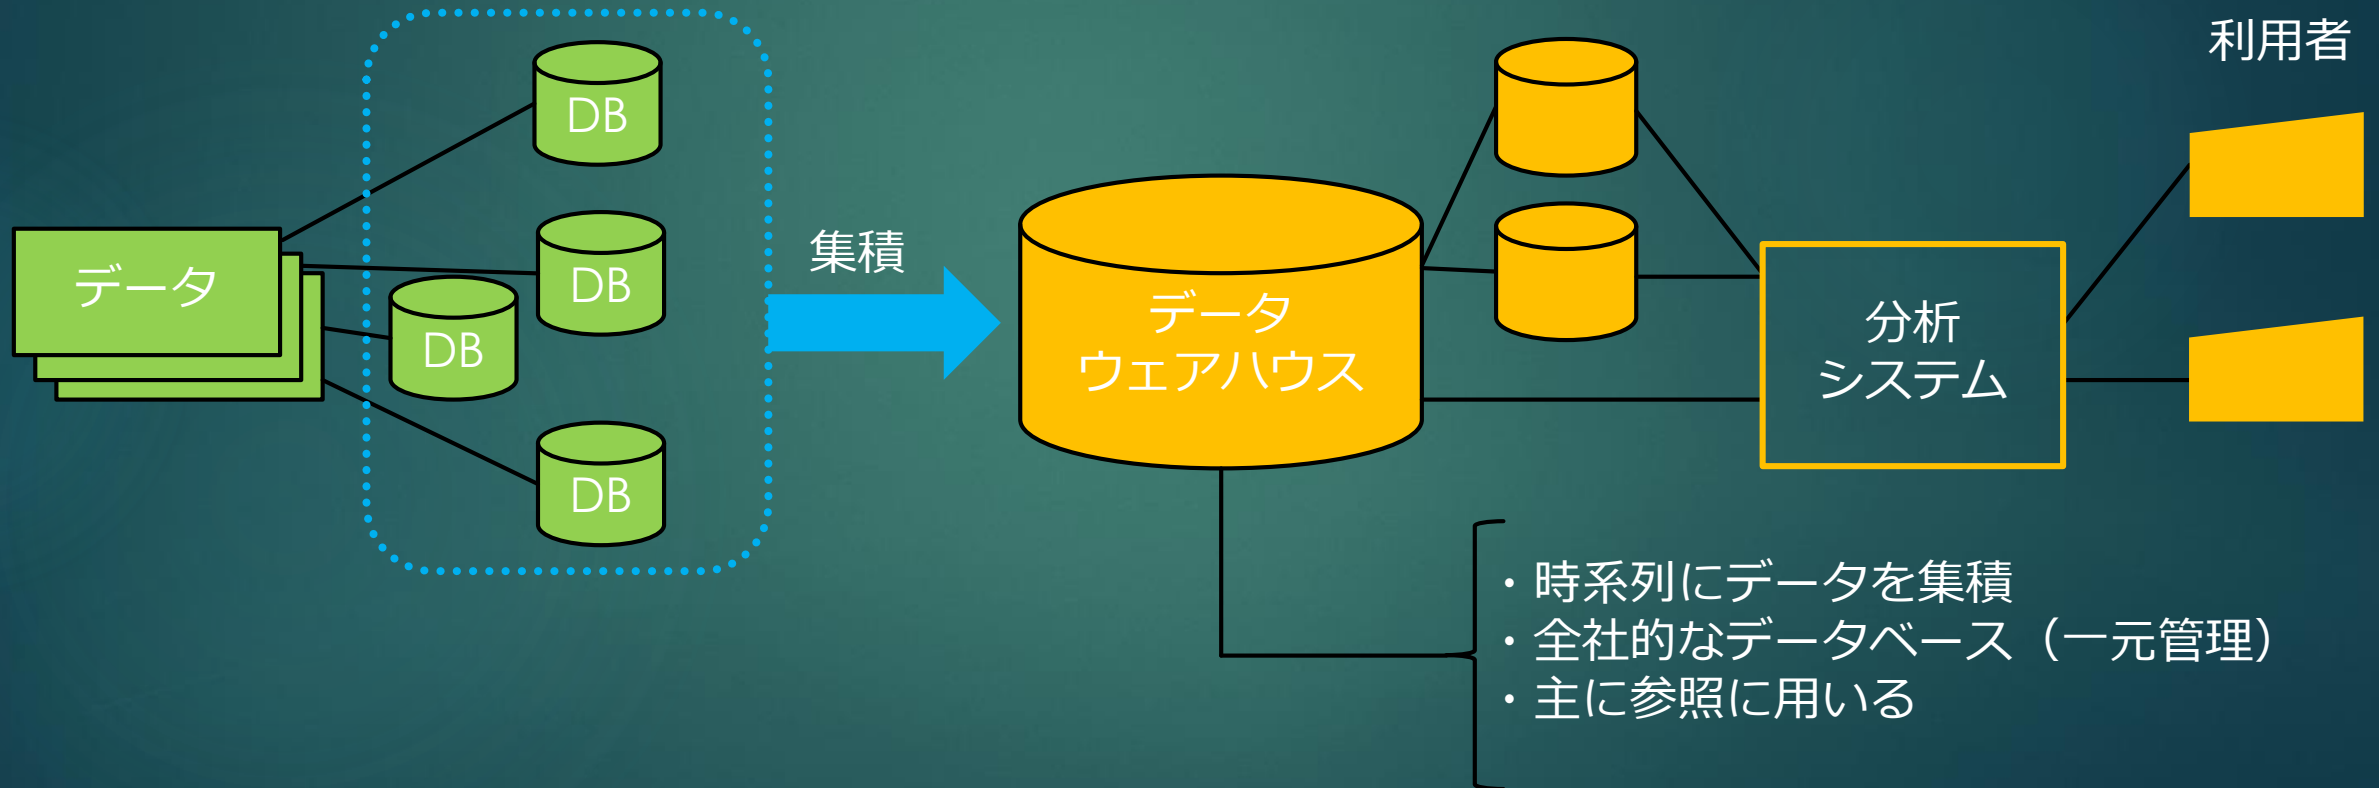 利用者
DB
DB
DB
DB
データ
集積
データ
ウェアハウス
分析
システム
・時系列にデータを集積
・全社的なデータベース（一元管理）
・主に参照に用いる